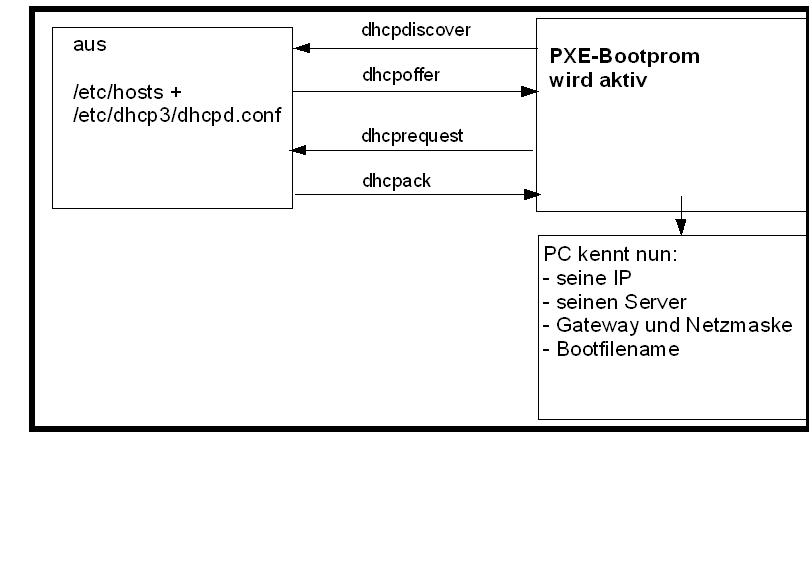 aus
/etc/hosts +
/etc/dhcp3/dhcpd.conf
dhcpdiscover
dhcpoffer
dhcprequest
dhcpack
PXE-Bootprom
wird aktiv
PC kennt nun:
- seine IP
- seinen Server
- Gateway und Netzmaske
- Bootfilename